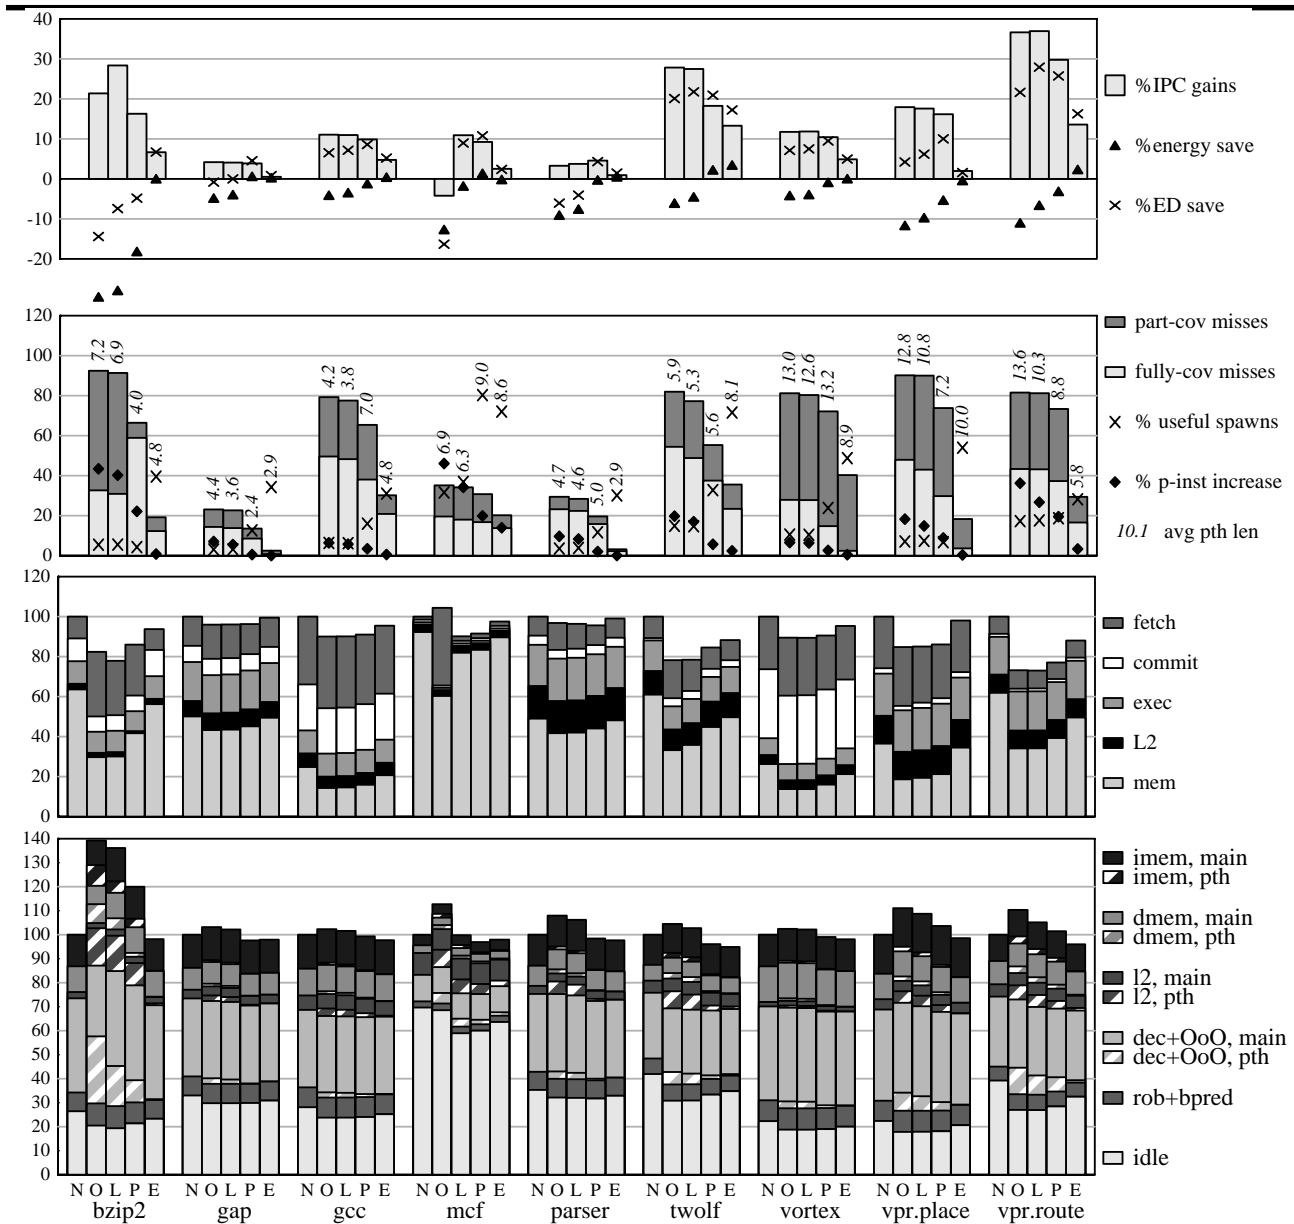 40
30
20
10
0
-10
-20
%IPC gains
%energy save
%ED save
120
100
80
60
40
20
0
7.2 6.9 4.0 4.8
4.4 3.6 2.4 2.9
4.2 3.8 7.0 4.8
6.9 6.3 9.0 8.6
4.7 4.6 5.0 2.9
5.9 5.3 5.6 8.1
13.0 12.6 13.2 8.9
12.8 10.8 7.2 10.0
13.6 10.3 8.8 5.8
part-cov misses
fully-cov misses
% useful spawns
% p-inst increase
10.1 avg pth len
120
100
80
60
40
20
0
fetch
commit
exec
L2
mem
140
130
120
110
100
90
80
70
60
50
40
30
20
10
0
imem, main
imem, pth
dmem, main
dmem, pth
l2, main
l2, pth
dec+OoO, main
dec+OoO, pth
rob+bpred
idle
N O L P E N O L P E N O L P E N O L P E N O L P E N O L P E N O L P E N O L P E N O L P E
bzip2 gap gcc mcf parser twolf vortex vpr.place vpr.route